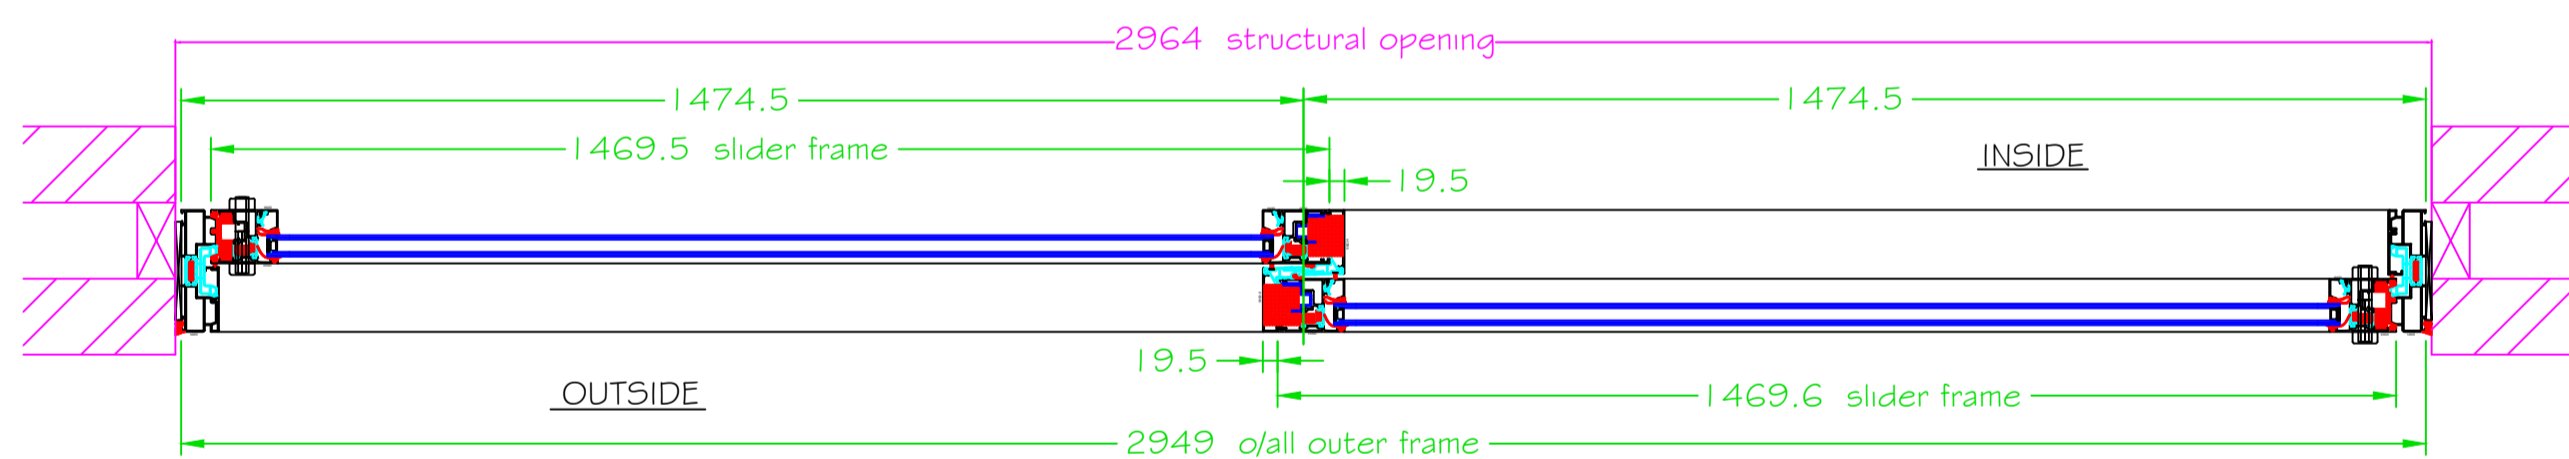 2964 structural opening
1474.5
1474.5
1469.5 slider frame
INSIDE
19.5
19.5
OUTSIDE
1469.6 slider frame
2949 o/all outer frame